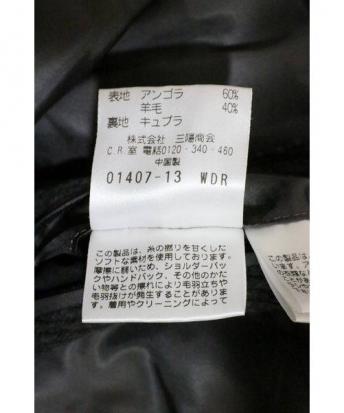 表地 アンゴラ 60%
羊毛 40%
裏地 キュプラ
株式会社 三陽商会
C.R.室 電話0120-340-460
中国製
01407-13 WDR
この製品は、糸の撚りを甘くした
ソフトな素材を使用しております。
摩擦に弱いため、ショルダーバッ
クやハンドバック、その他のかた
い物等との擦れにより毛羽立ちや
毛羽抜けが発生することがありま
す。着用やクリーニングによって
この